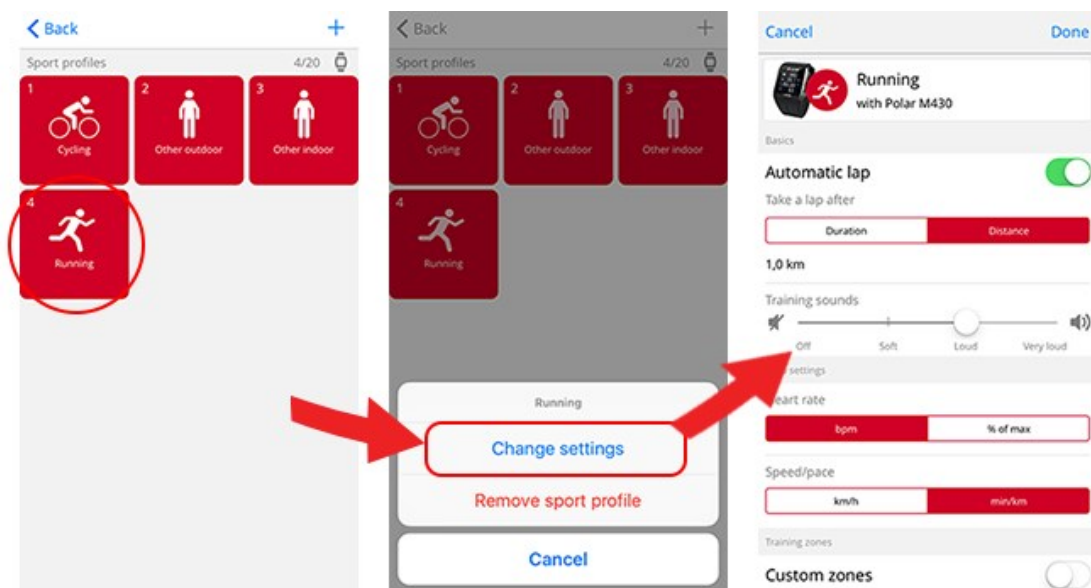 Back
+
Sport profiles 4/20
1
Cycling
2
Other outdoor
3
Other indoor
4
Running
Back
+
Sport profiles 4/20
1
Cycling
2
Other outdoor
3
Other indoor
4
Running
Running
Change settings
Remove sport profile
Cancel
Cancel Done
Running
with Polar M430
Basics
Automatic lap
Take a lap after
Duration Distance
1,0 km
Training sounds
Off Soft Loud Very loud
settings
eart rate
bpm % of max
Speed/pace
km/h min/km
Training zones
Custom zones